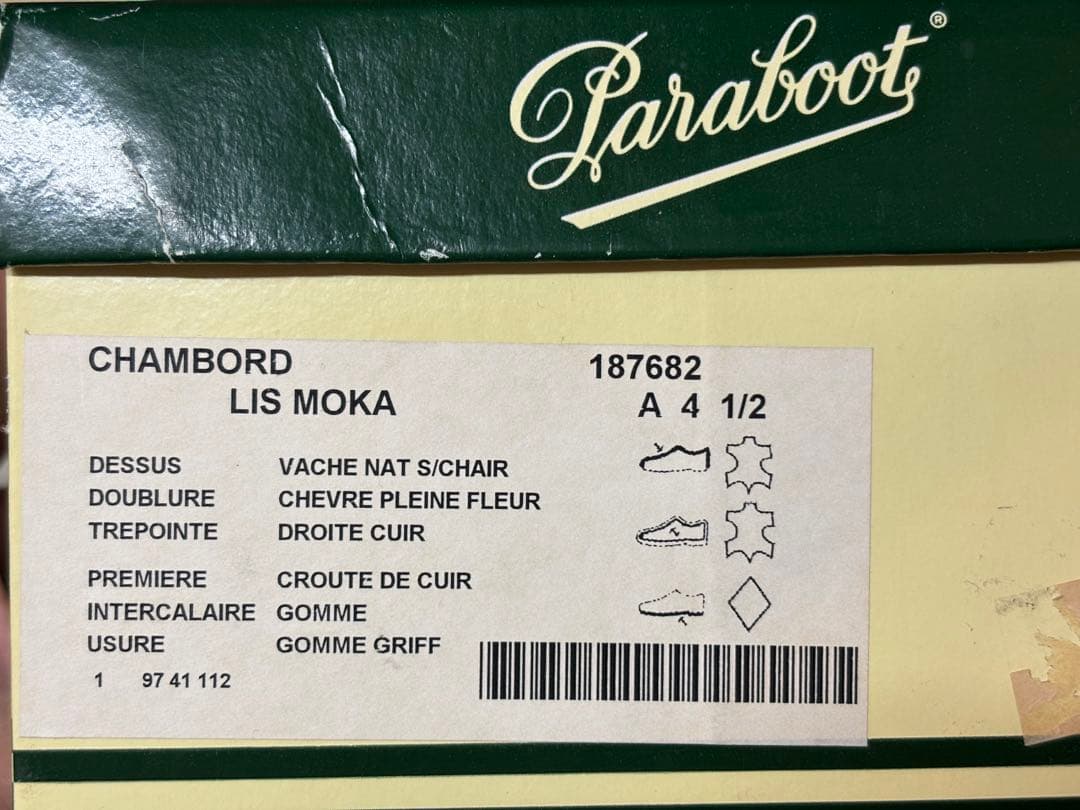 Paraboot®
CHAMBORD 187682
LIS MOKA A 4 1/2
DESSUS VACHE NAT S/CHAIR
DOUBLURE CHEVRE PLEINE FLEUR
TREPOINTE DROITE CUIR
PREMIERE CROUTE DE CUIR
INTERCALAIRE GOMME
USURE GOMME GRIFF
1 97 41 112